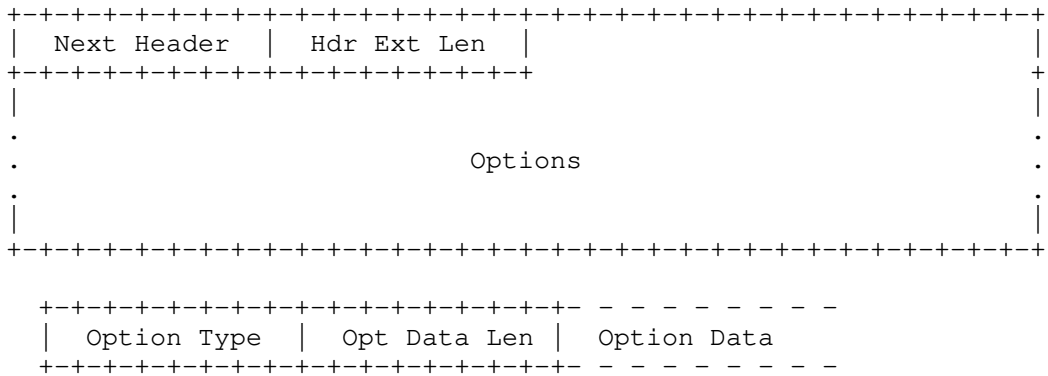 Next Header Hdr Ext Len
Options
Option Type Opt Data Len Option Data